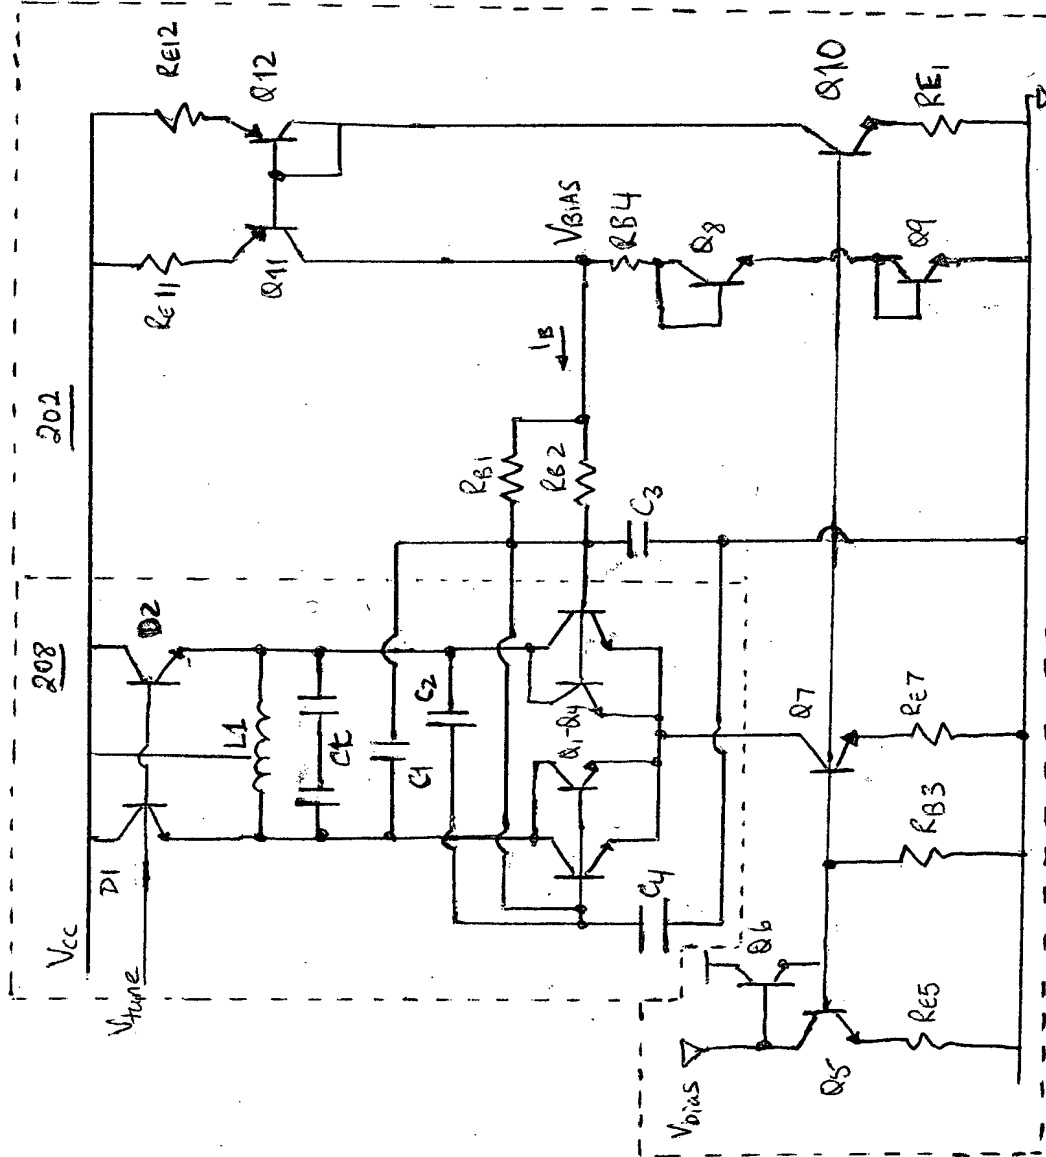 202
208
Vcc
Vtune
D1
D2
L1
Ct
C1
C2
RE11
RE12
Q11
Q12
VBIAS
IB
RB1
RB2
RB4
Q8
Q9
Q10
RE1
C3
Q1-Q4
C4
Q7
RE7
RB3
Q6
Vbias
Q5
RE5